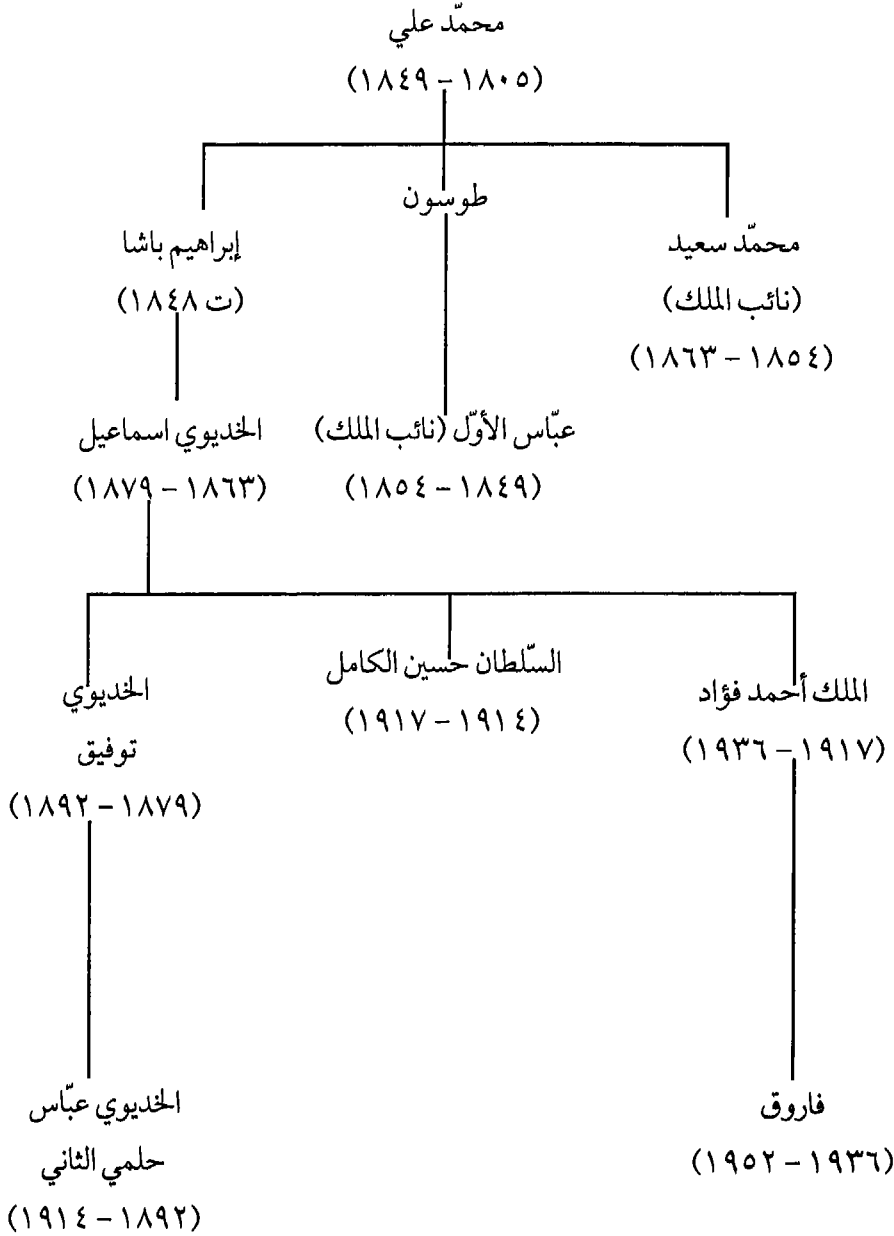 محمّد علي
(١٨٠٥ – ١٨٤٩)
محمّد سعيد
(نائب الملك)
(١٨٥٤ – ١٨٦٣)
طوسون
إبراهيم باشا
(ت ١٨٤٨)
عبّاس الأوّل (نائب الملك)
(١٨٤٩ – ١٨٥٤)
الخديوي اسماعيل
(١٨٦٣ – ١٨٧٩)
الملك أحمد فؤاد
(١٩١٧ – ١٩٣٦)
السّلطان حسين الكامل
(١٩١٤ – ١٩١٧)
الخديوي
توفيق
(١٨٧٩ – ١٨٩٢)
فاروق
(١٩٣٦ – ١٩٥٢)
الخديوي عبّاس
حلمي الثاني
(١٨٩٢ – ١٩١٤)